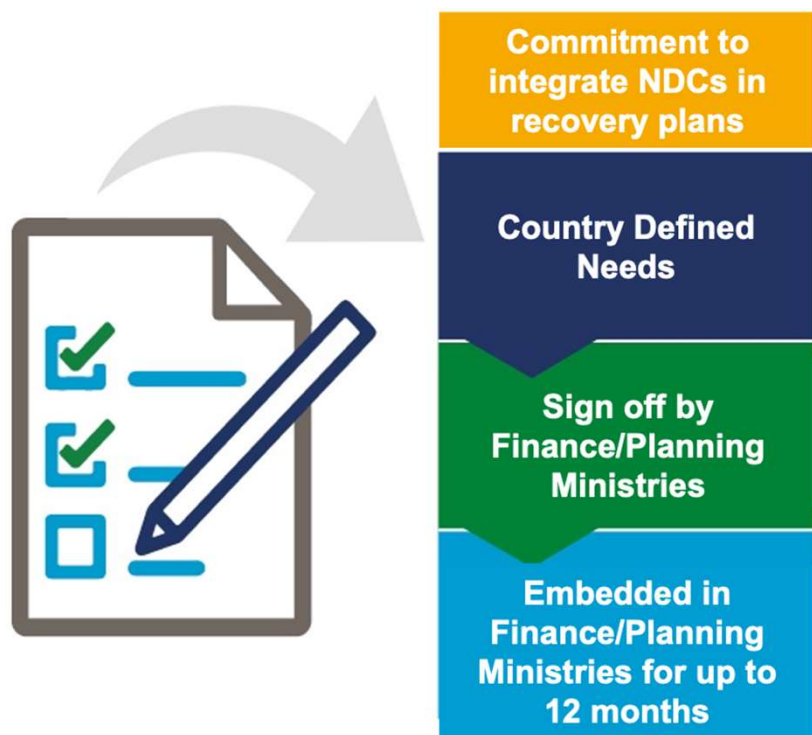 Commitment to
integrate NDCs in
recovery plans
Country Defined
Needs
Sign off by
Finance/Planning
Ministries
Embedded in
Finance/Planning
Ministries for up to
12 months